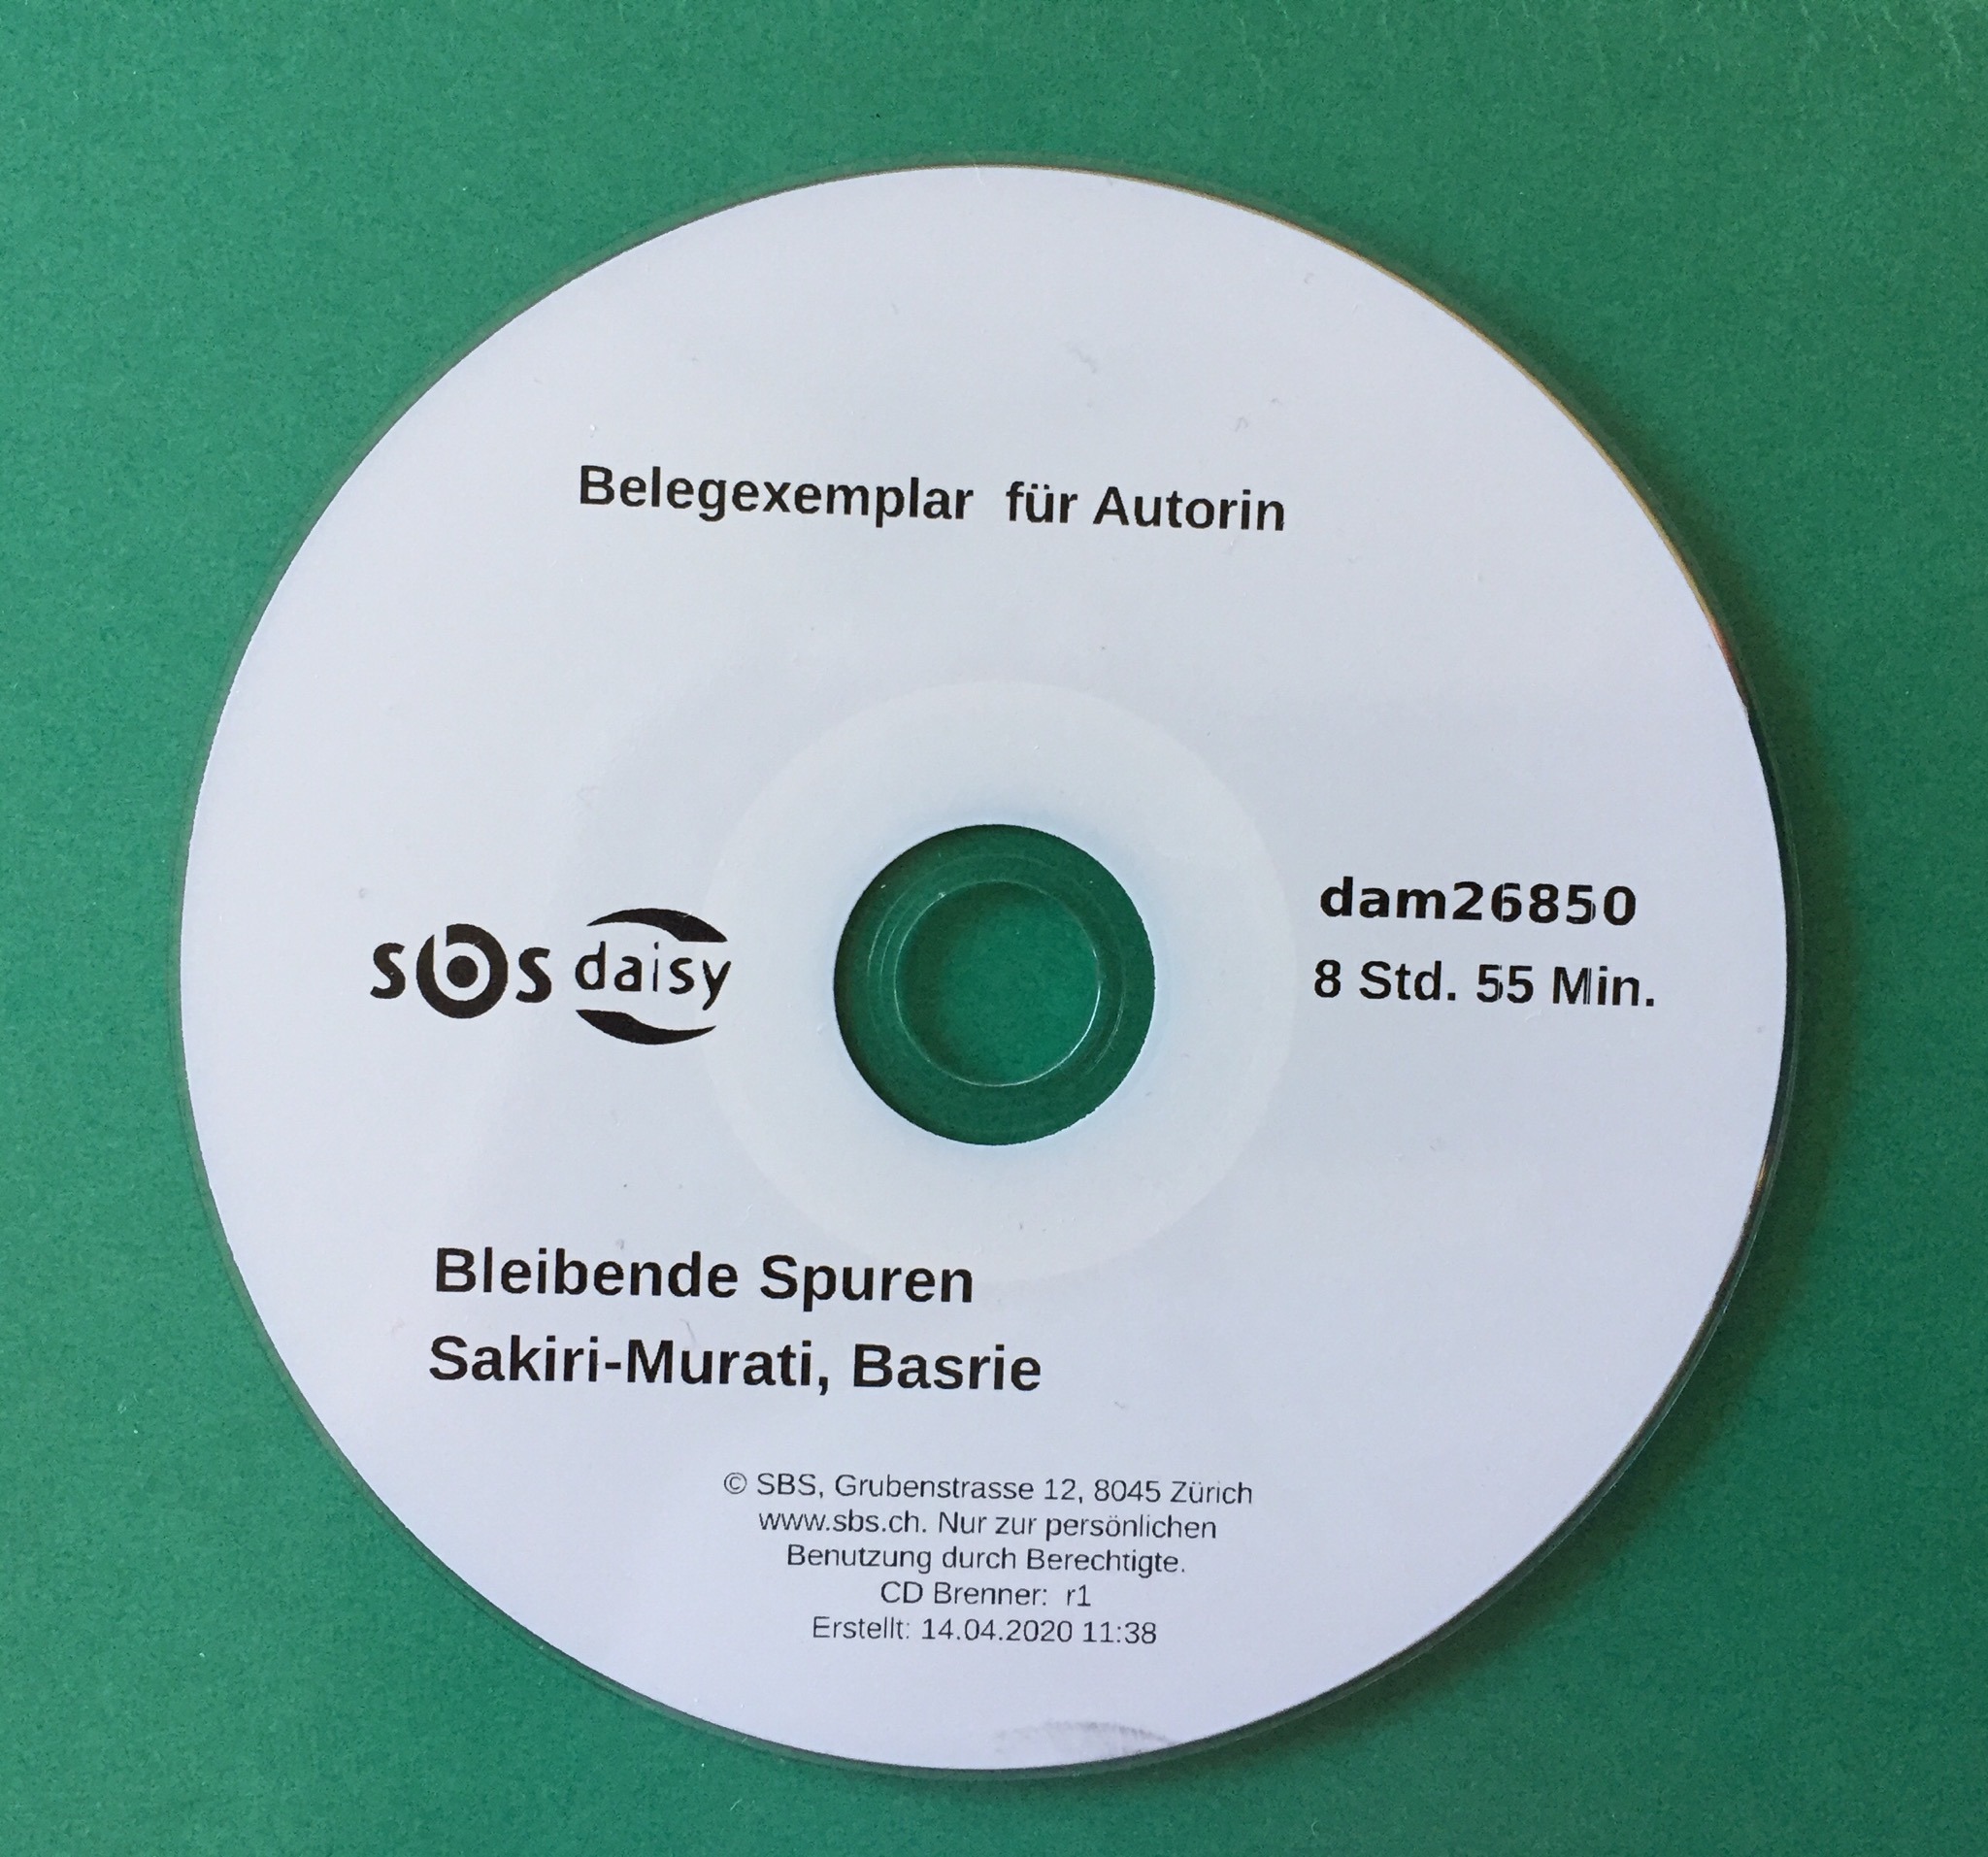 Belegexemplar für Autorin
sbs daisy
dam26850
8 Std. 55 Min.
Bleibende Spuren
Sakiri-Murati, Basrie
© SBS, Grubenstrasse 12, 8045 Zürich
www.sbs.ch. Nur zur persönlichen
Benutzung durch Berechtigte.
CD Brenner: r1
Erstellt: 14.04.2020 11:38